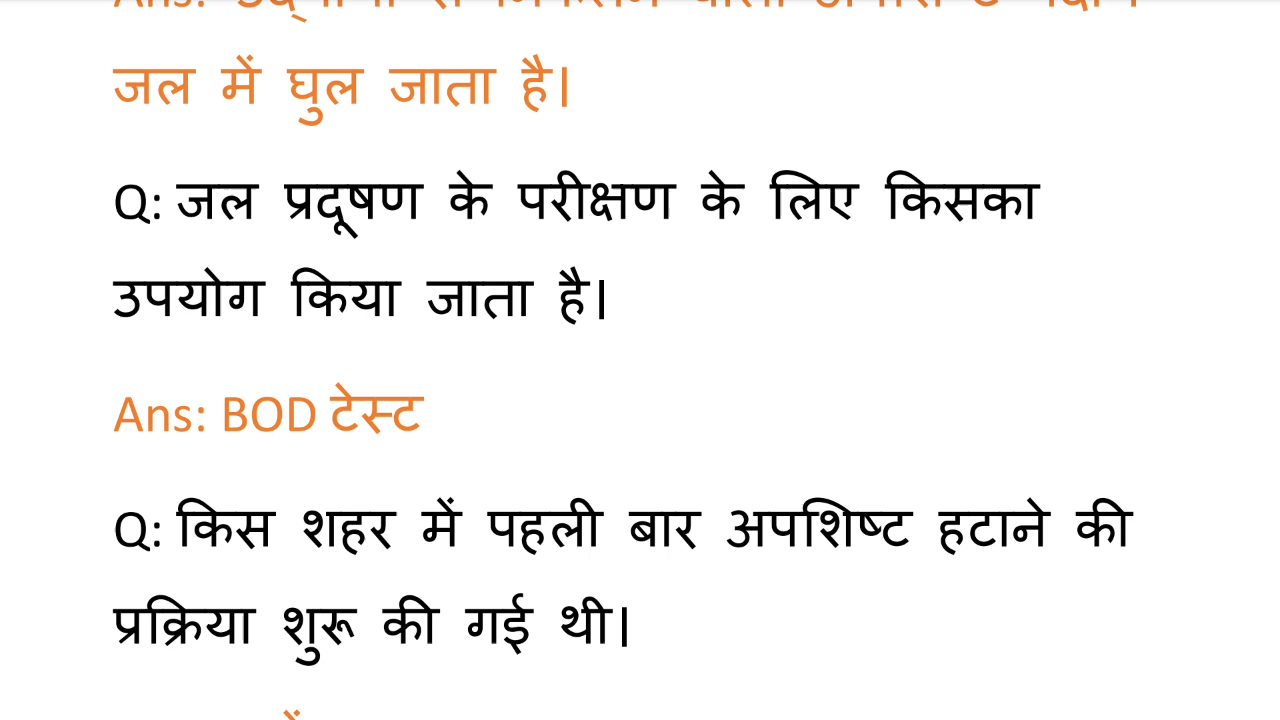 जल में घुल जाता है।
Q: जल प्रदूषण के परीक्षण के लिए किसका
उपयोग किया जाता है।
Ans: BOD टेस्ट
Q: किस शहर में पहली बार अपशिष्ट हटाने की
प्रक्रिया शुरू की गई थी।